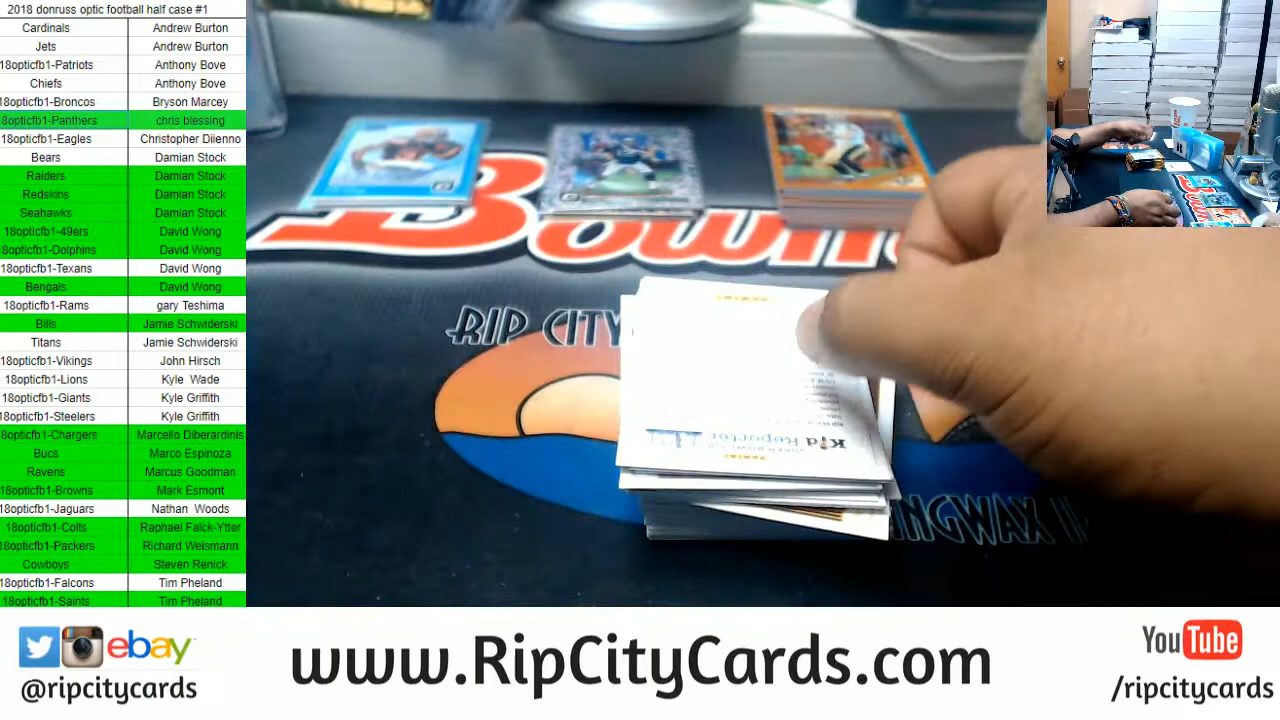 2018 donruss optic football half case #1
Cardinals Andrew Burton
Jets Andrew Burton
18opticfb1-Patriots Anthony Bove
Chiefs Anthony Bove
18opticfb1-Broncos Bryson Marcey
8opticfb1-Panthers chris blessing
18opticfb1-Eagles Christopher Diienno
Bears Damian Stock
Raiders Damian Stock
Redskins Damian Stock
Seahawks Damian Stock
18opticfb1-49ers David Wong
8opticfb1-Dolphins David Wong
18opticfb1-Texans David Wong
Bengals David Wong
18opticfb1-Rams gary Teshima
Bills Jamie Schwiderski
Titans Jamie Schwiderski
18opticfb1-Vikings John Hirsch
18opticfb1-Lions Kyle Wade
18opticfb1-Giants Kyle Griffith
18opticfb1-Steelers Kyle Griffith
8opticfb1-Chargers Marcello Diberardinis
Bucs Marco Espinoza
Ravens Marcus Goodman
18opticfb1-Browns Mark Esmont
18opticfb1-Jaguars Nathan Woods
18opticfb1-Colts Raphael Falck-Ytter
18opticfb1-Packers Richard Weismann
Cowboys Steven Renick
18opticfb1-Falcons Tim Pheland
18opticfb1-Saints Tim Pheland
Bowm
RIP CITY
INGWAX
PANINI
Kid Reporter
PANINI
ebay
@ripcitycards
www.RipCityCards.com
YouTube
/ripcitycards